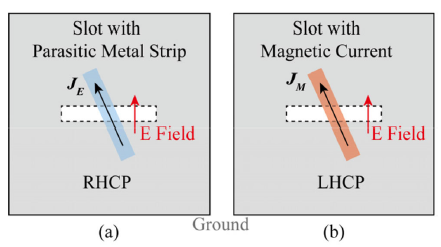 Slot with
Parasitic Metal Strip
J_E
E Field
RHCP
(a)
Slot with
Magnetic Current
J_M
E Field
LHCP
(b)
Ground